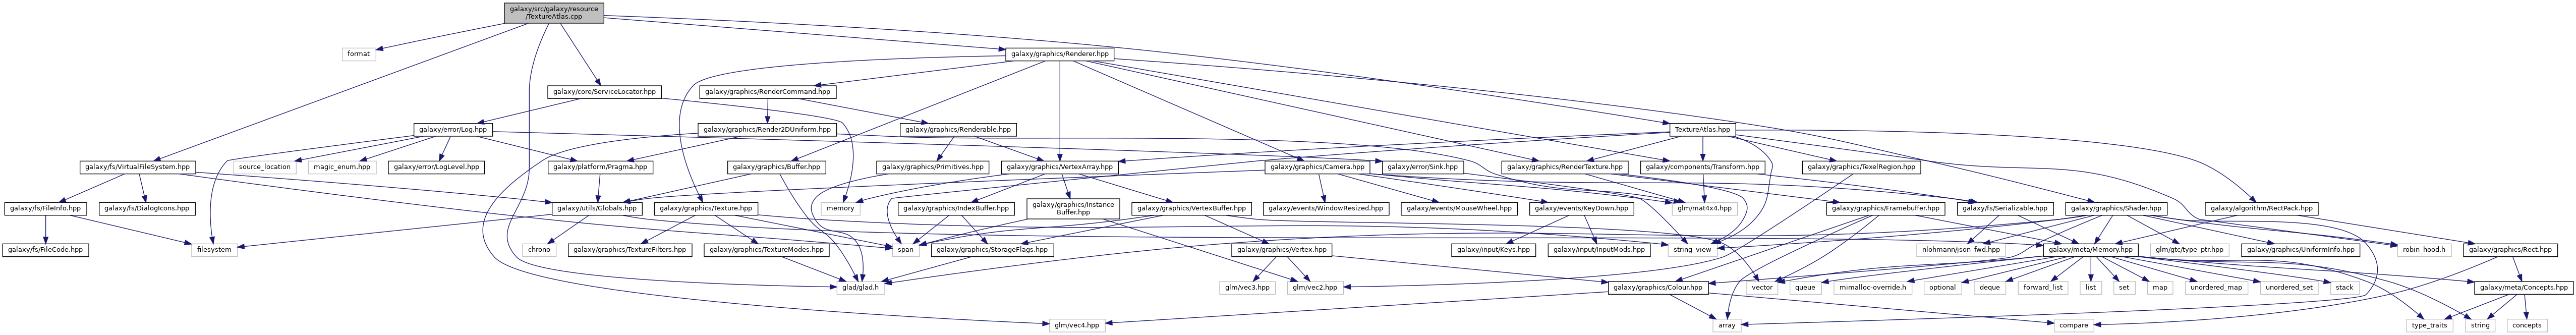 galaxy/src/galaxy/resource
/TextureAtlas.cpp
format
galaxy/graphics/Renderer.hpp
galaxy/core/ServiceLocator.hpp
galaxy/graphics/RenderCommand.hpp
galaxy/error/Log.hpp
galaxy/graphics/Render2DUniform.hpp
galaxy/graphics/Renderable.hpp
TextureAtlas.hpp
galaxy/fs/VirtualFileSystem.hpp
source_location
magic_enum.hpp
galaxy/error/LogLevel.hpp
galaxy/platform/Pragma.hpp
galaxy/graphics/Buffer.hpp
galaxy/graphics/Primitives.hpp
galaxy/graphics/VertexArray.hpp
galaxy/graphics/Camera.hpp
galaxy/error/Sink.hpp
galaxy/graphics/RenderTexture.hpp
galaxy/components/Transform.hpp
galaxy/graphics/TexelRegion.hpp
galaxy/fs/FileInfo.hpp
galaxy/fs/DialogIcons.hpp
galaxy/utils/Globals.hpp
galaxy/graphics/Texture.hpp
memory
galaxy/graphics/IndexBuffer.hpp
galaxy/graphics/Instance
Buffer.hpp
galaxy/graphics/VertexBuffer.hpp
galaxy/events/WindowResized.hpp
galaxy/events/MouseWheel.hpp
galaxy/events/KeyDown.hpp
glm/mat4x4.hpp
galaxy/graphics/Framebuffer.hpp
galaxy/fs/Serializable.hpp
galaxy/graphics/Shader.hpp
galaxy/algorithm/RectPack.hpp
galaxy/fs/FileCode.hpp
filesystem
chrono
galaxy/graphics/TextureFilters.hpp
galaxy/graphics/TextureModes.hpp
span
galaxy/graphics/StorageFlags.hpp
galaxy/graphics/Vertex.hpp
galaxy/input/Keys.hpp
galaxy/input/InputMods.hpp
string_view
nlohmann/json_fwd.hpp
galaxy/meta/Memory.hpp
glm/gtc/type_ptr.hpp
galaxy/graphics/UniformInfo.hpp
robin_hood.h
galaxy/graphics/Rect.hpp
glad/glad.h
glm/vec3.hpp
glm/vec2.hpp
galaxy/graphics/Colour.hpp
vector
queue
mimalloc-override.h
optional
deque
forward_list
list
set
map
unordered_map
unordered_set
stack
galaxy/meta/Concepts.hpp
glm/vec4.hpp
array
compare
type_traits
string
concepts